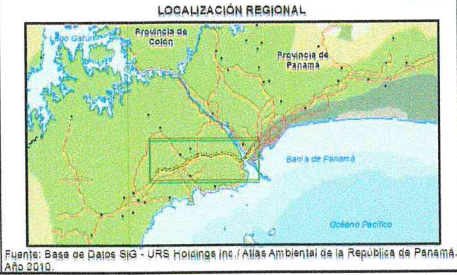 LOCALIZACIÓN REGIONAL
Lago Gatún
Provincia de
Colón
Provincia de
Panamá
Bahía de Panamá
Océano Pacífico
Fuente: Base de Datos SIG - URS Holdings Inc./ Atlas Ambiental de la República de Panamá.
Año 2010.